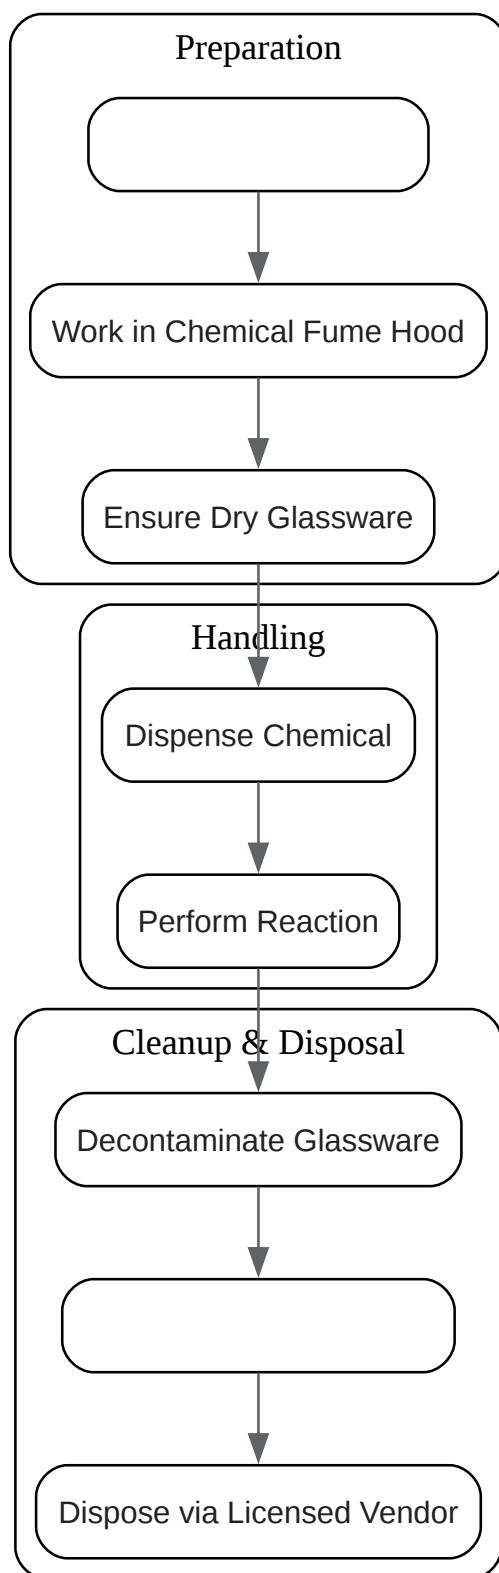 Preparation
Work in Chemical Fume Hood
Ensure Dry Glassware
Handling
Dispense Chemical
Perform Reaction
Cleanup & Disposal
Decontaminate Glassware
Dispose via Licensed Vendor